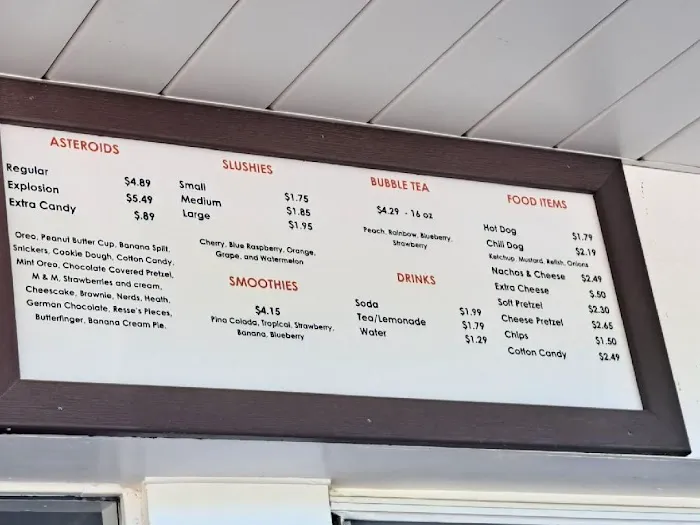 ASTEROIDS
Regular $4.89
Explosion $5.49
Extra Candy $.89
Oreo, Peanut Butter Cup, Banana Split,
Snickers, Cookie Dough, Cotton Candy,
Mint Oreo, Chocolate Covered Pretzel,
M & M, Strawberries and cream,
Cheescake, Brownie, Nerds, Heath,
German Chocolate, Resse's Pieces,
Butterfinger, Banana Cream Pie.
SLUSHIES
Small $1.75
Medium $1.85
Large $1.95
Cherry, Blue Raspberry, Orange,
Grape, and Watermelon
SMOOTHIES
$4.15
Pina Colada, Tropical, Strawberry,
Banana, Blueberry
BUBBLE TEA
$4.29 - 16 oz
Peach, Rainbow, Blueberry,
Strawberry
DRINKS
Soda $1.99
Tea/Lemonade $1.79
Water $1.29
FOOD ITEMS
Hot Dog $1.79
Chili Dog $2.19
Ketchup, Mustard, Relish, Onions
Nachos & Cheese $2.49
Extra Cheese $.50
Soft Pretzel $2.30
Cheese Pretzel $2.65
Chips $1.50
Cotton Candy $2.49